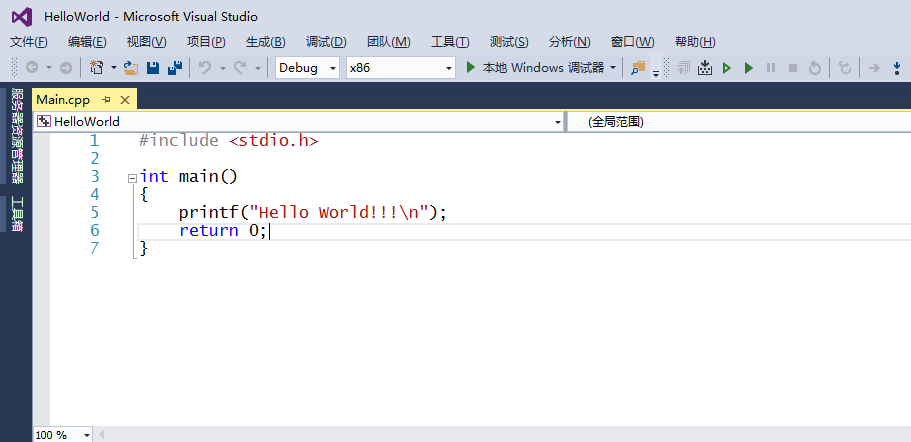 HelloWorld - Microsoft Visual Studio
文件(F) 编辑(E) 视图(V) 项目(P) 生成(B) 调试(D) 团队(M) 工具(T) 测试(S) 分析(N) 窗口(W) 帮助(H)
Debug x86 本地 Windows 调试器
服务器资源管理器
工具箱
Main.cpp
HelloWorld (全局范围)
1 #include <stdio.h>
2
3 int main()
4 {
5 printf("Hello World!!!\n");
6 return 0;
7 }
100 %